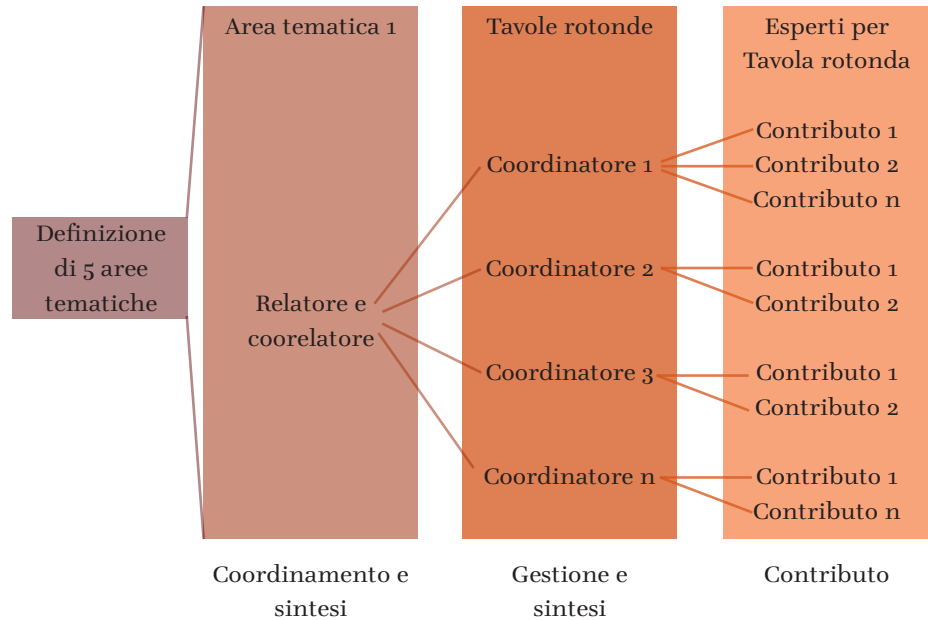 Definizione
di 5 aree
tematiche
Area tematica 1
Relatore e
coorelatore
Coordinamento e
sintesi
Tavole rotonde
Coordinatore 1
Coordinatore 2
Coordinatore 3
Coordinatore n
Gestione e
sintesi
Esperti per
Tavola rotonda
Contributo 1
Contributo 2
Contributo n
Contributo 1
Contributo 2
Contributo 1
Contributo 2
Contributo 1
Contributo n
Contributo